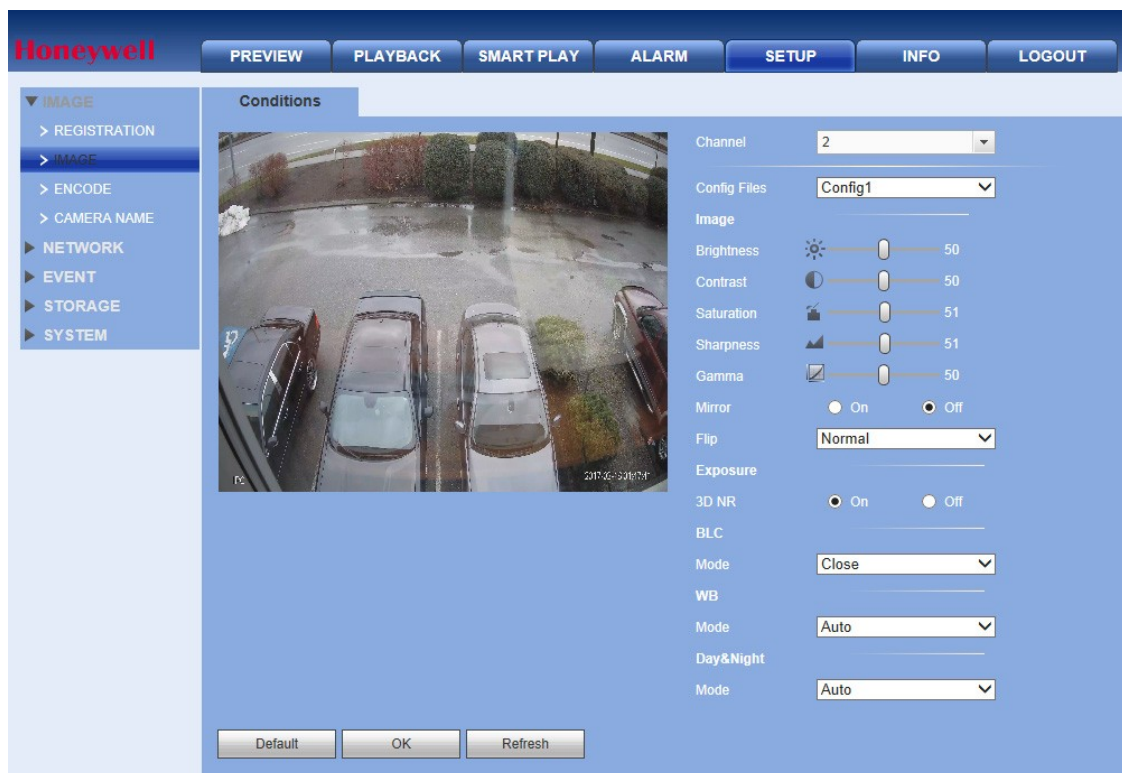 Honeywell
PREVIEW PLAYBACK SMART PLAY ALARM SETUP INFO LOGOUT
IMAGE
REGISTRATION
IMAGE
ENCODE
CAMERA NAME
NETWORK
EVENT
STORAGE
SYSTEM
Conditions
Channel 2
Config Files Config1
Image
Brightness 50
Contrast 50
Saturation 51
Sharpness 51
Gamma 50
Mirror On Off
Flip Normal
Exposure
3D NR On Off
BLC
Mode Close
WB
Mode Auto
Day&Night
Mode Auto
Default OK Refresh